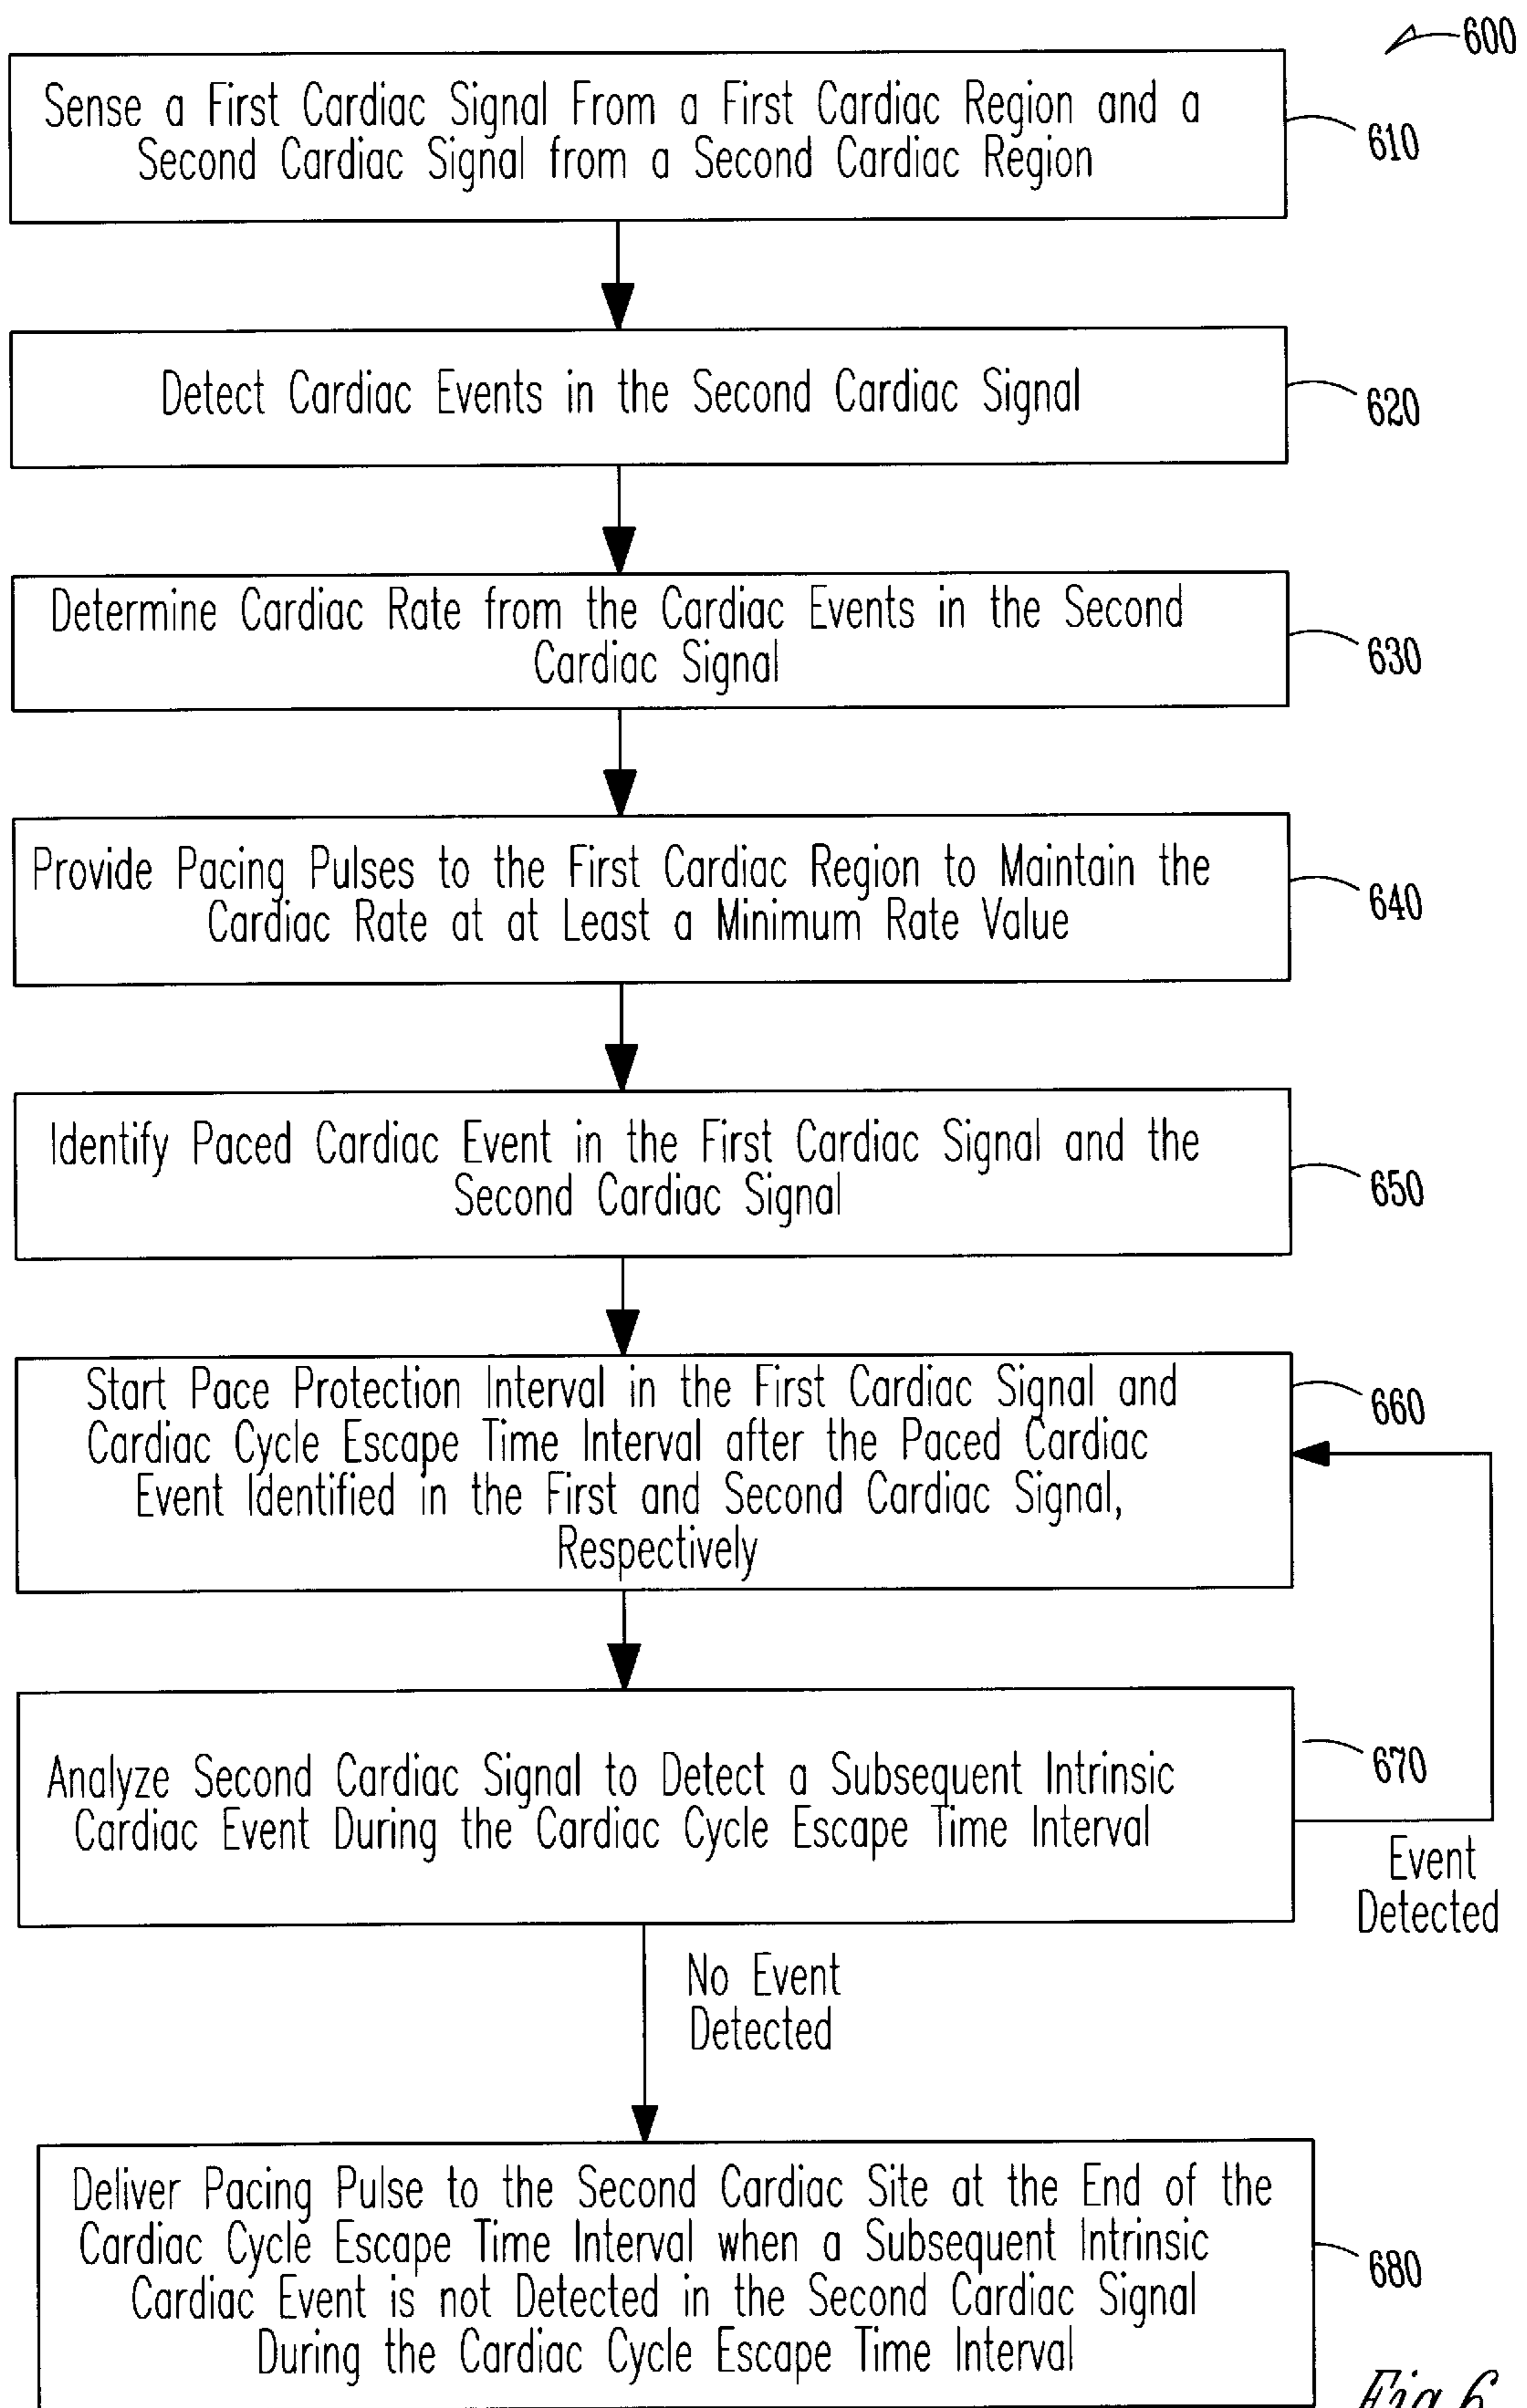 600
Sense a First Cardiac Signal From a First Cardiac Region and a
Second Cardiac Signal from a Second Cardiac Region
610
Detect Cardiac Events in the Second Cardiac Signal
620
Determine Cardiac Rate from the Cardiac Events in the Second
Cardiac Signal
630
Provide Pacing Pulses to the First Cardiac Region to Maintain the
Cardiac Rate at at Least a Minimum Rate Value
640
Identify Paced Cardiac Event in the First Cardiac Signal and the
Second Cardiac Signal
650
Start Pace Protection Interval in the First Cardiac Signal and
Cardiac Cycle Escape Time Interval after the Paced Cardiac
Event Identified in the First and Second Cardiac Signal,
Respectively
660
Analyze Second Cardiac Signal to Detect a Subsequent Intrinsic
Cardiac Event During the Cardiac Cycle Escape Time Interval
670
Event
Detected
No Event
Detected
Deliver Pacing Pulse to the Second Cardiac Site at the End of the
Cardiac Cycle Escape Time Interval when a Subsequent Intrinsic
Cardiac Event is not Detected in the Second Cardiac Signal
During the Cardiac Cycle Escape Time Interval
680
Fig.6